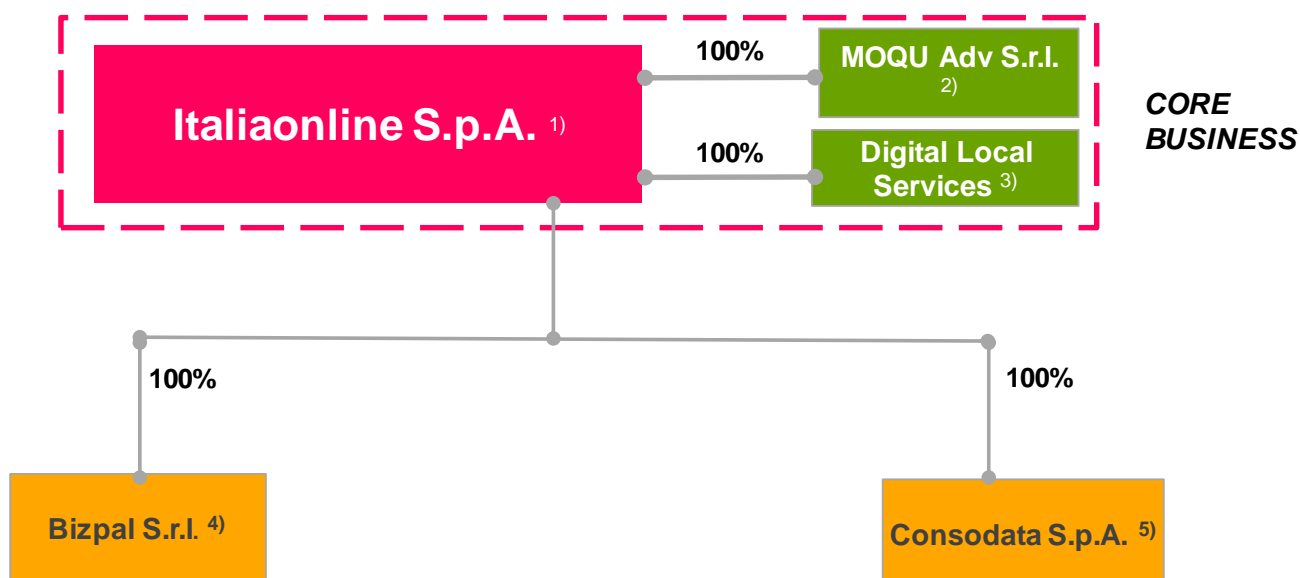 100%
MOQU Adv S.r.l.
2)
Italiaonline S.p.A. 1)
CORE
BUSINESS
100%
Digital Local
Services 3)
100%
100%
Bizpal S.r.l. 4)
Consodata S.p.A. 5)